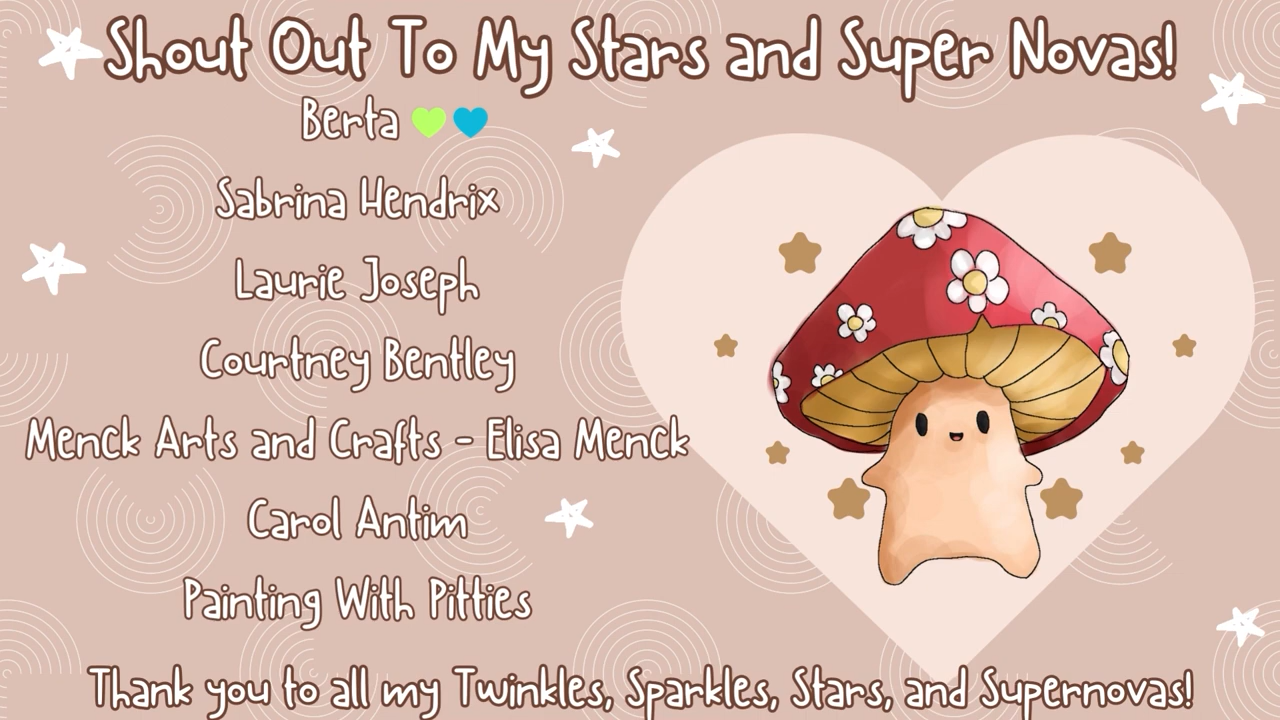 Shout Out To My Stars and Super Novas!
Berta 💚💙
Sabrina Hendrix
Laurie Joseph
Courtney Bentley
Menck Arts and Crafts - Elisa Menck
Carol Antim
Painting With Pitties
Thank you to all my Twinkles, Sparkles, Stars, and Supernovas!